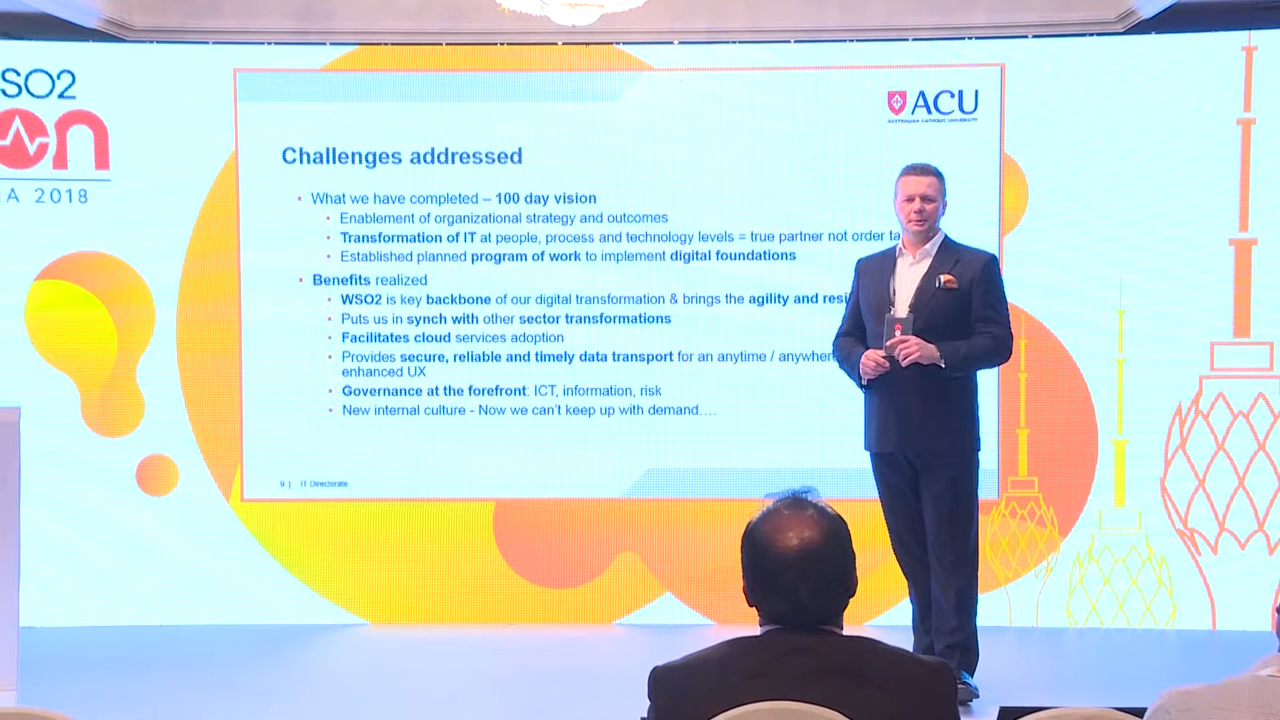 SO2
on
A 2018
ACU
AUSTRALIAN CATHOLIC UNIVERSITY
Challenges addressed
• What we have completed – 100 day vision
• Enablement of organizational strategy and outcomes
• Transformation of IT at people, process and technology levels = true partner not order ta
• Established planned program of work to implement digital foundations
• Benefits realized
• WSO2 is key backbone of our digital transformation & brings the agility and resi
• Puts us in synch with other sector transformations
• Facilitates cloud services adoption
• Provides secure, reliable and timely data transport for an anytime / anywher
enhanced UX
• Governance at the forefront: ICT, information, risk
• New internal culture - Now we can't keep up with demand….
9 | IT Directorate